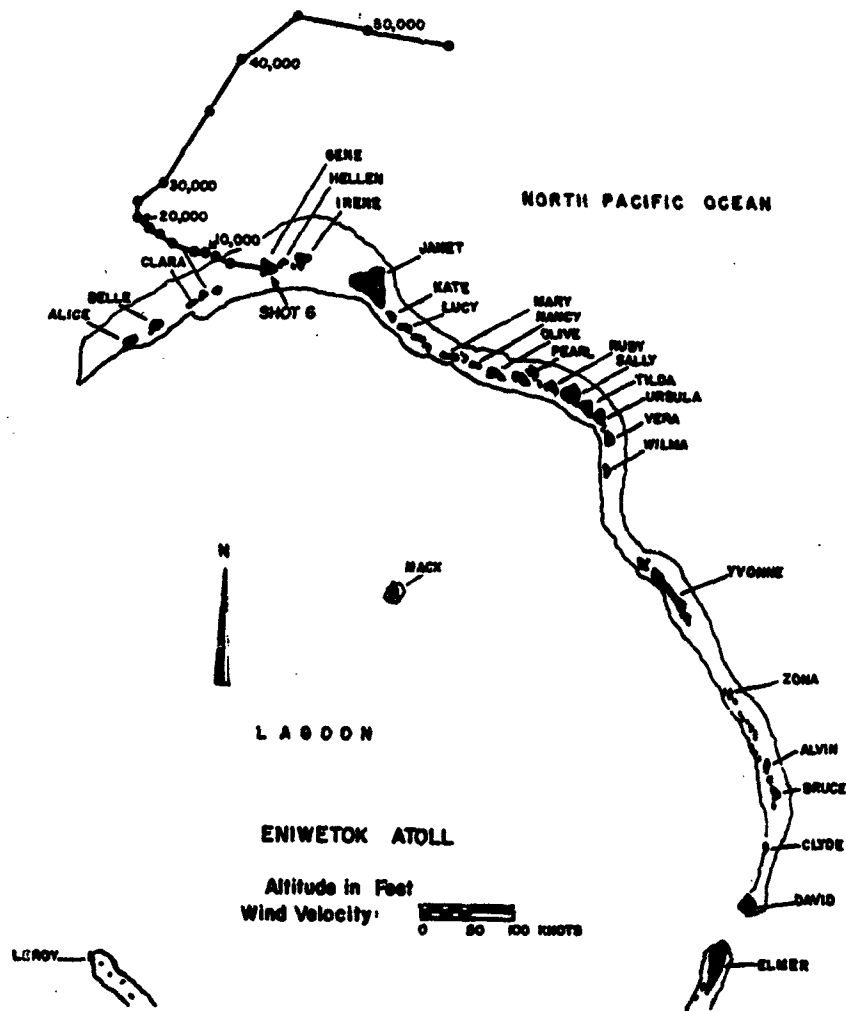 50,000
40,000
GENE
HELLEN
IRENE
30,000
NORTH PACIFIC OCEAN
20,000
10,000
JANET
CLARA
KATE
BELLE
LUCY
MARY
ALICE
SHOT 6
NANCY
OLIVE
PEARL
RUBY
SALLY
TILDA
URSULA
VERA
WILMA
N
MACK
YVONNE
ZONA
LAGOON
ALVIN
BRUCE
ENIWETOK ATOLL
CLYDE
Altitude in Feet
DAVID
Wind Velocity:
0 50 100 KNOTS
LEROY
ELMER